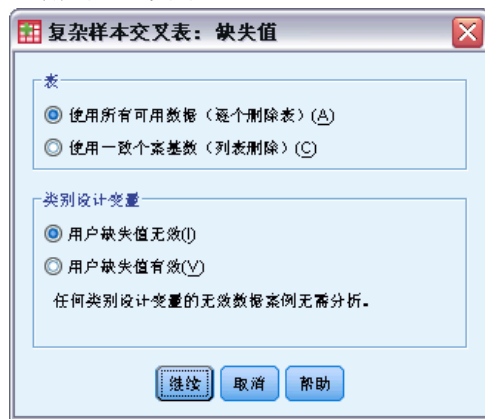 复杂样本交叉表：缺失值
表
使用所有可用数据（逐个删除表）(A)
使用一致个案基数（列表删除）(C)
类别设计变量
用户缺失值无效(I)
用户缺失值有效(V)
任何类别设计变量的无效数据案例无需分析。
继续 取消 帮助